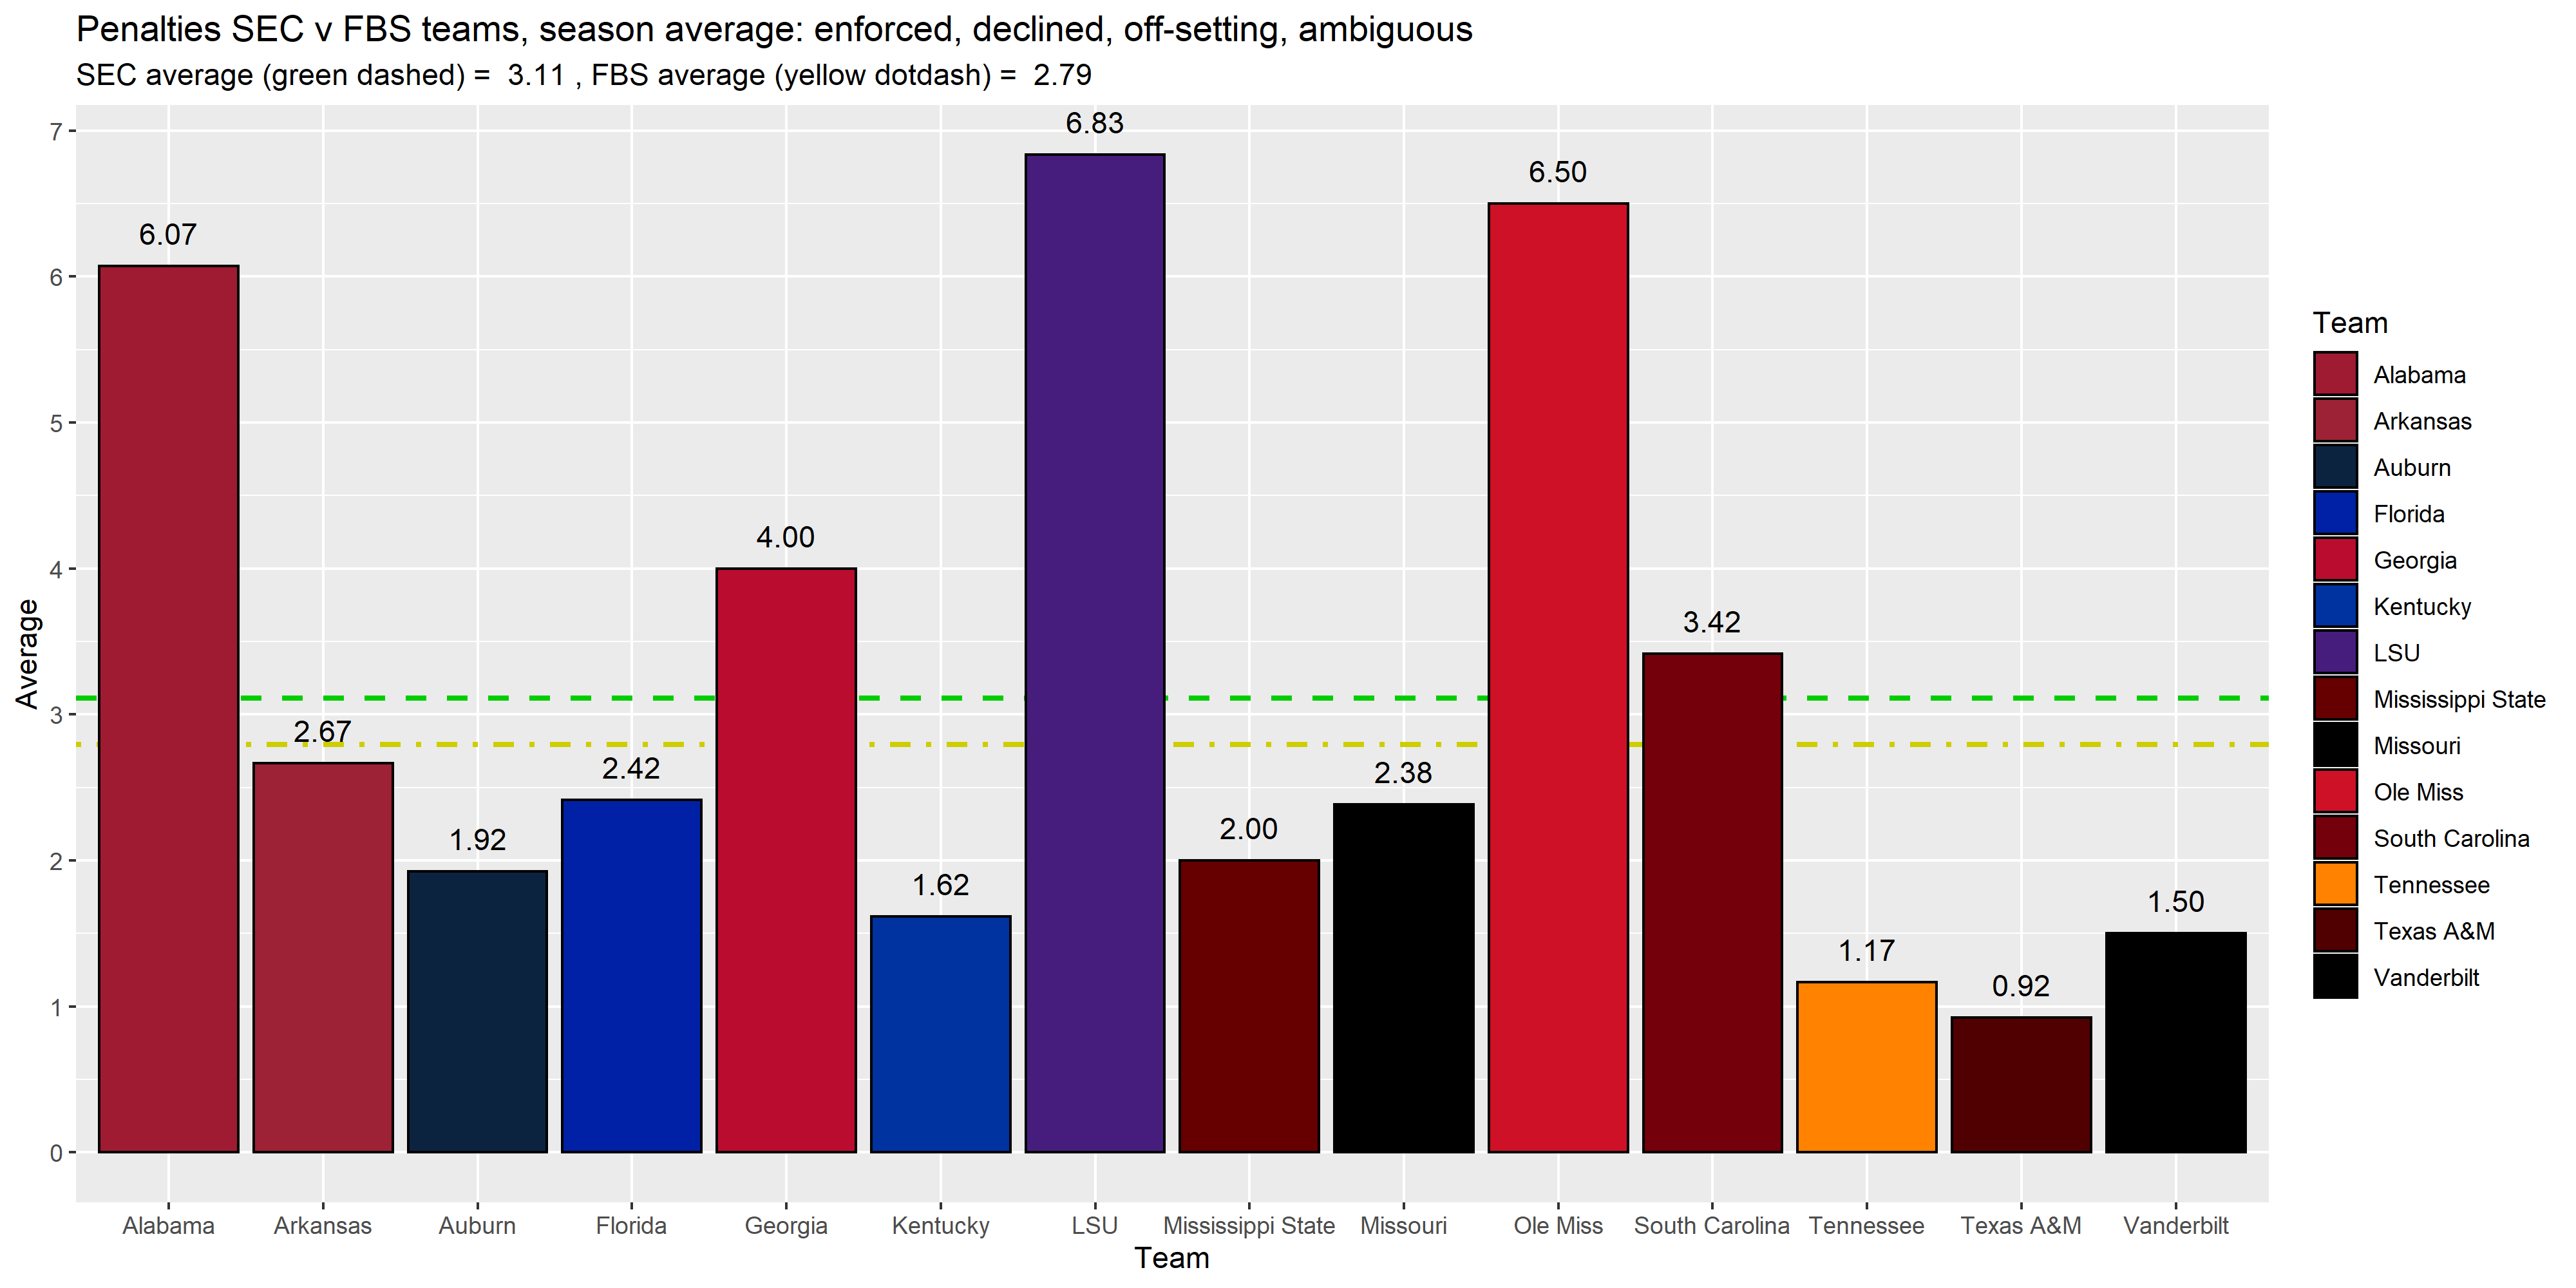 Penalties SEC v FBS teams, season average: enforced, declined, off-setting, ambiguous
SEC average (green dashed) =  3.11 , FBS average (yellow dotdash) =  2.79
Average
7
6
5
4
3
2
1
0
6.07
2.67
1.92
2.42
4.00
1.62
6.83
2.00
2.38
6.50
3.42
1.17
0.92
1.50
Alabama
Arkansas
Auburn
Florida
Georgia
Kentucky
LSU
Mississippi State
Missouri
Ole Miss
South Carolina
Tennessee
Texas A&M
Vanderbilt
Team
Team
Alabama
Arkansas
Auburn
Florida
Georgia
Kentucky
LSU
Mississippi State
Missouri
Ole Miss
South Carolina
Tennessee
Texas A&M
Vanderbilt